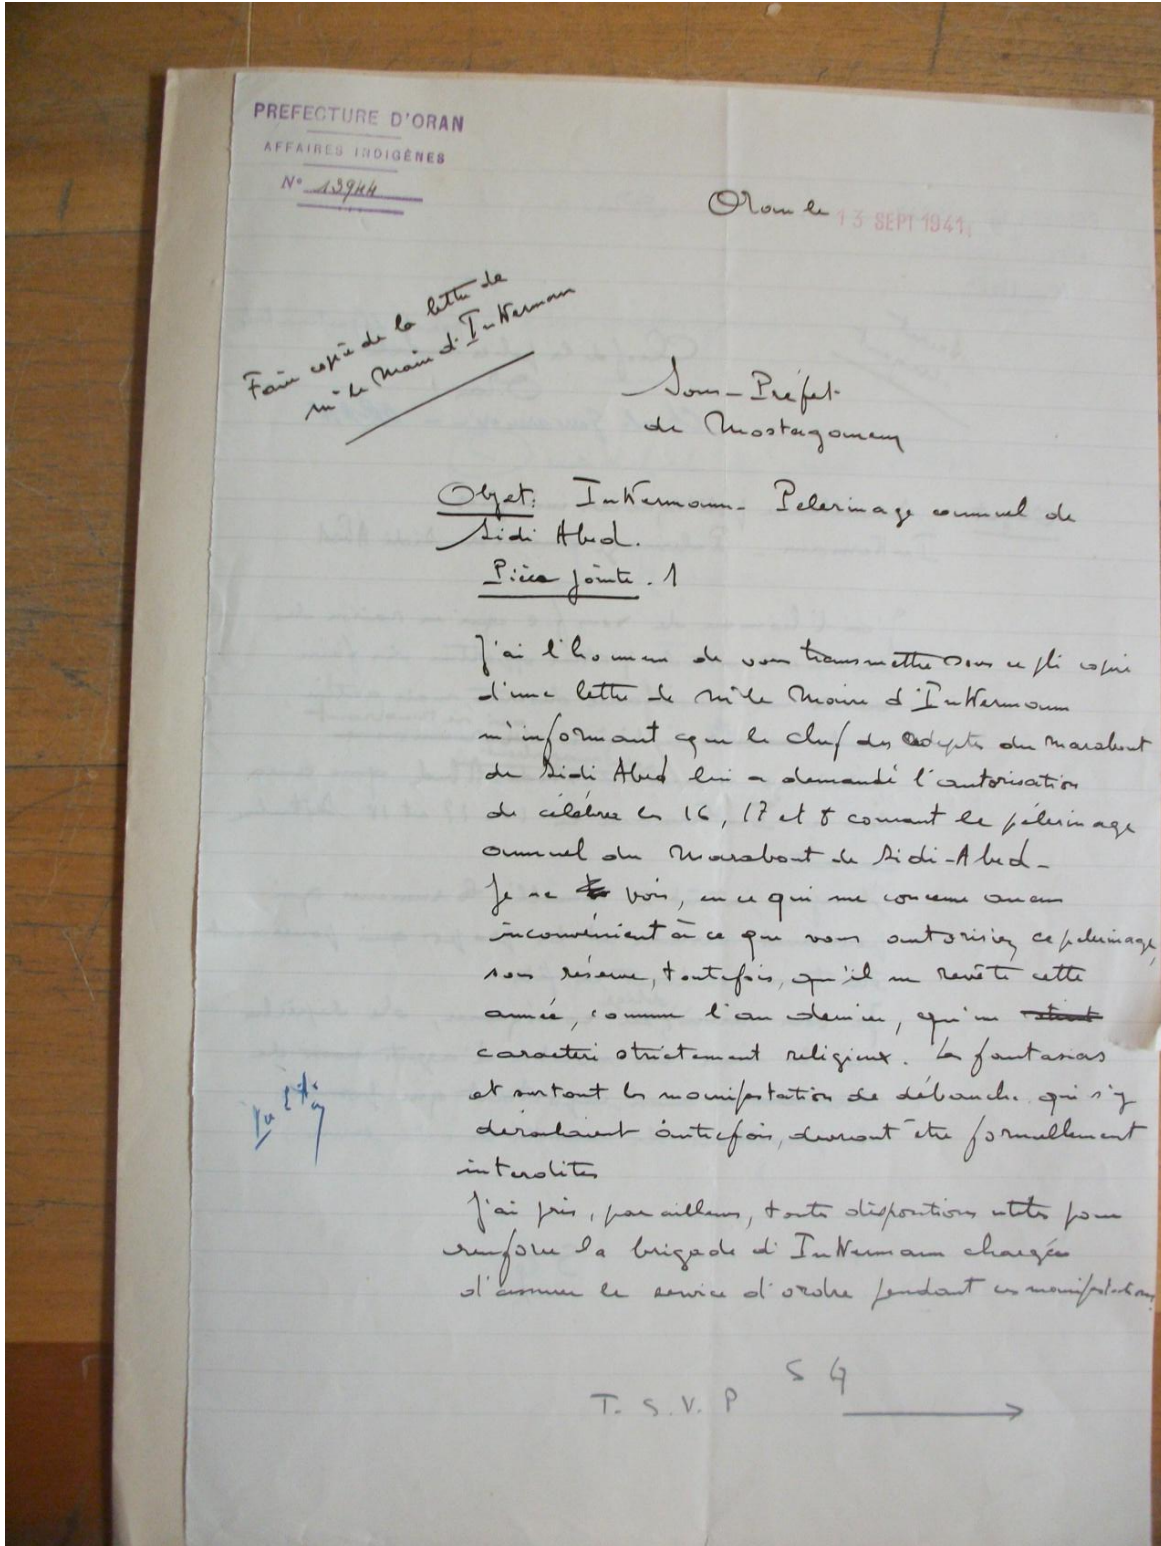 PREFECTURE D'ORAN
AFFAIRES INDIGÈNES
N° 13944
Oran le 13 SEPT 1941
Faire copie de la lettre de
Mr le Maire d'InKermann
Sous-Préfet
de Mostaganem
Objet: InKermann - Pelerinage annuel de
Sidi Abed.
Pièce jointe . 1
J'ai l'honneur de vous transmettre sous ce pli copie
d'une lettre de Mr le Maire d'InKermann
m'informant que le chef des adeptes du Marabout
de Sidi Abed lui a demandé l'autorisation
de célébrer les 16, 17 et 8 courant le pélerinage
annuel du Marabout de Sidi-Abed -
Je ne vois, en ce qui me concerne aucun
inconvénient à ce que vous autorisiez ce pelerinage,
sous réserve, toutefois, qu'il ne revête cette
année, comme l'an dernier, qu'un
caractère strictement religieux. Les fantasias
et surtout les manifestation de débauche qui s'y
déroulaient autrefois, devront être formellement
interdites
J'ai pris, par ailleurs, toutes dispositions utiles pour
renforcer la brigade d'InKermann chargée
d'assurer le service d'ordre pendant ces manifestations.
S G
T. S. V. P